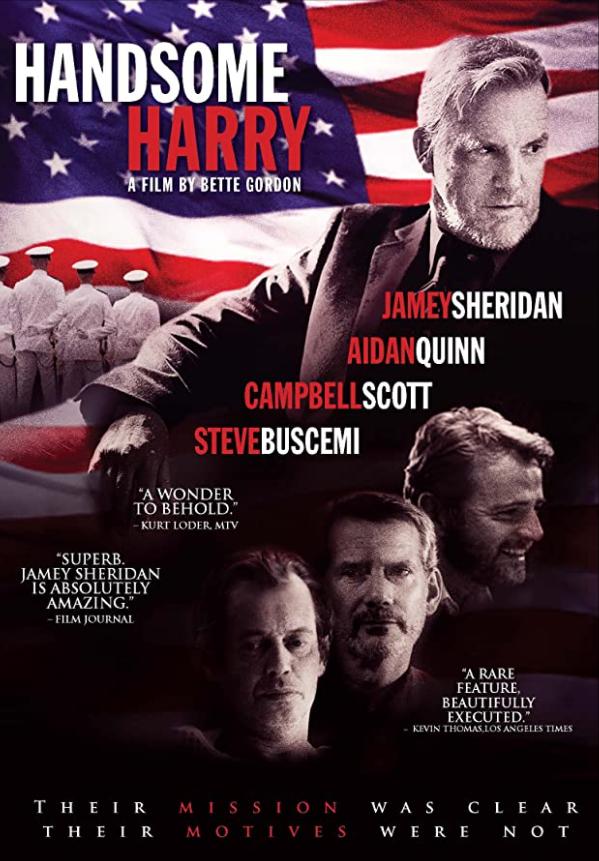 HANDSOME
HARRY
A FILM BY BETTE GORDON
JAMEYSHERIDAN
AIDANQUINN
CAMPBELLSCOTT
STEVEBUSCEMI
"A WONDER
TO BEHOLD."
– KURT LODER, MTV
"SUPERB.
JAMEY SHERIDAN
IS ABSOLUTELY
AMAZING."
– FILM JOURNAL
"A RARE
FEATURE,
BEAUTIFULLY
EXECUTED."
– KEVIN THOMAS,LOS ANGELES TIMES
THEIR MISSION WAS CLEAR
THEIR MOTIVES WERE NOT